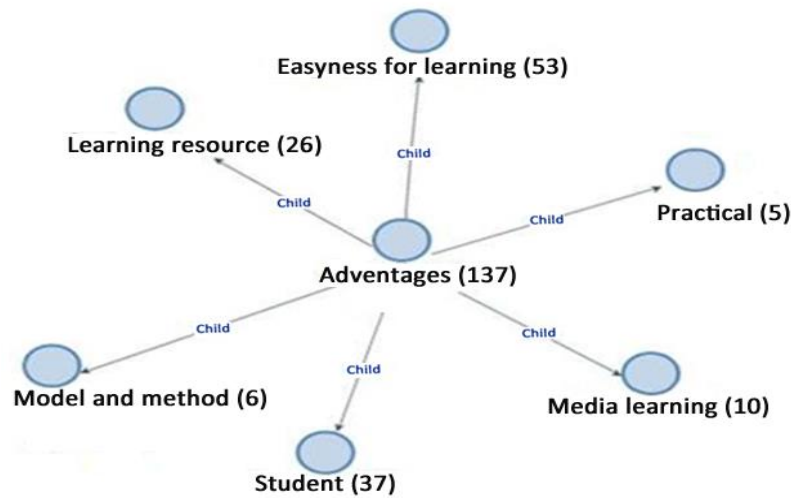 Easyness for learning (53)
Learning resource (26)
Child
Child
Practical (5)
Child
Adventages (137)
Child
Child
Child
Model and method (6)
Media learning (10)
Student (37)